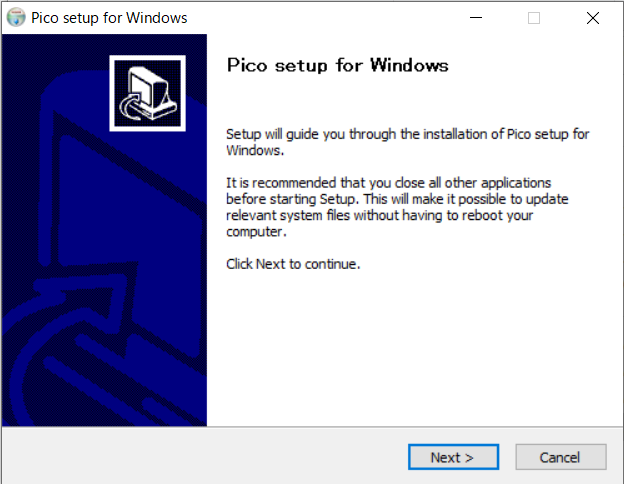 Pico setup for Windows
Pico setup for Windows
Setup will guide you through the installation of Pico setup for
Windows.
It is recommended that you close all other applications
before starting Setup. This will make it possible to update
relevant system files without having to reboot your
computer.
Click Next to continue.
Next >
Cancel